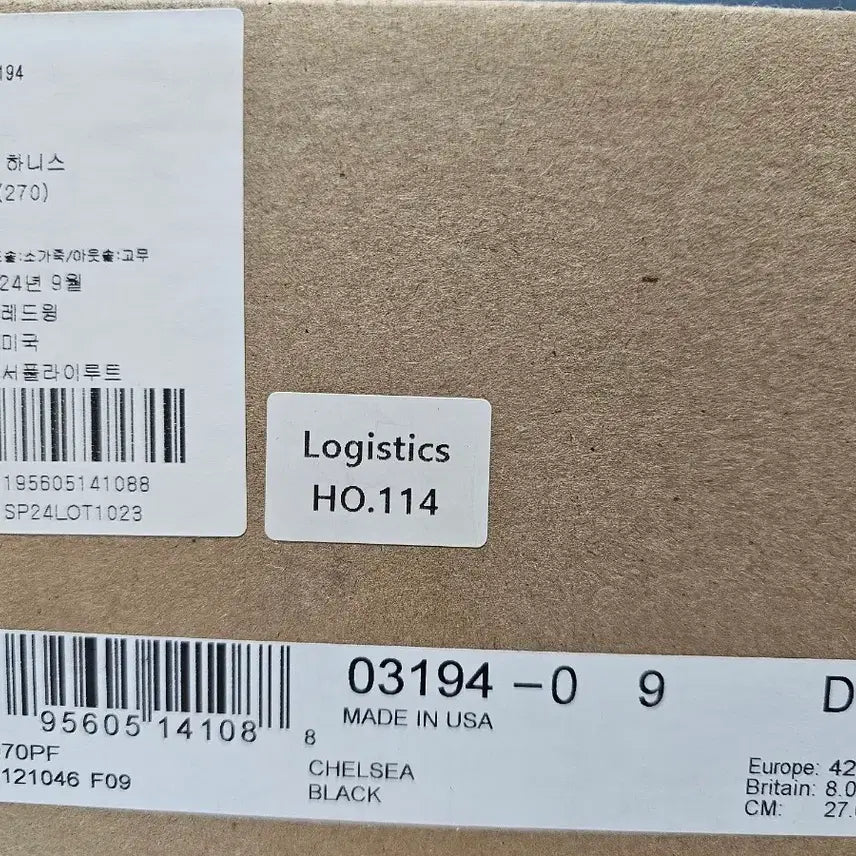 194
하니스
(270)
솔:소가죽/아웃솔:고무
24년 9월
레드윙
미국
서플라이루트
195605141088
SP24LOT1023
Logistics
HO.114
95605 14108 8
70PF
121046 F09
03194 -0 9 D
MADE IN USA
CHELSEA
BLACK
Europe: 42
Britain: 8.0
CM: 27.